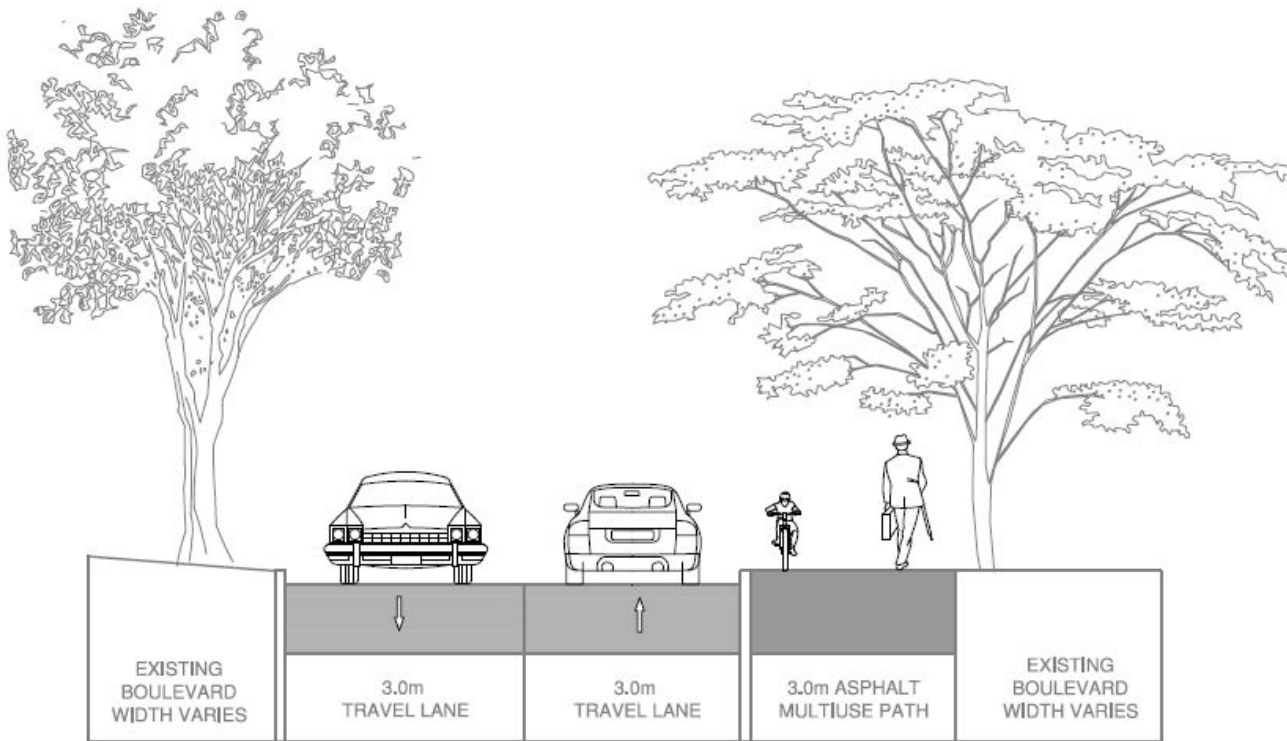 EXISTING
BOULEVARD
WIDTH VARIES
3.0m
TRAVEL LANE
3.0m
TRAVEL LANE
3.0m ASPHALT
MULTIUSE PATH
EXISTING
BOULEVARD
WIDTH VARIES